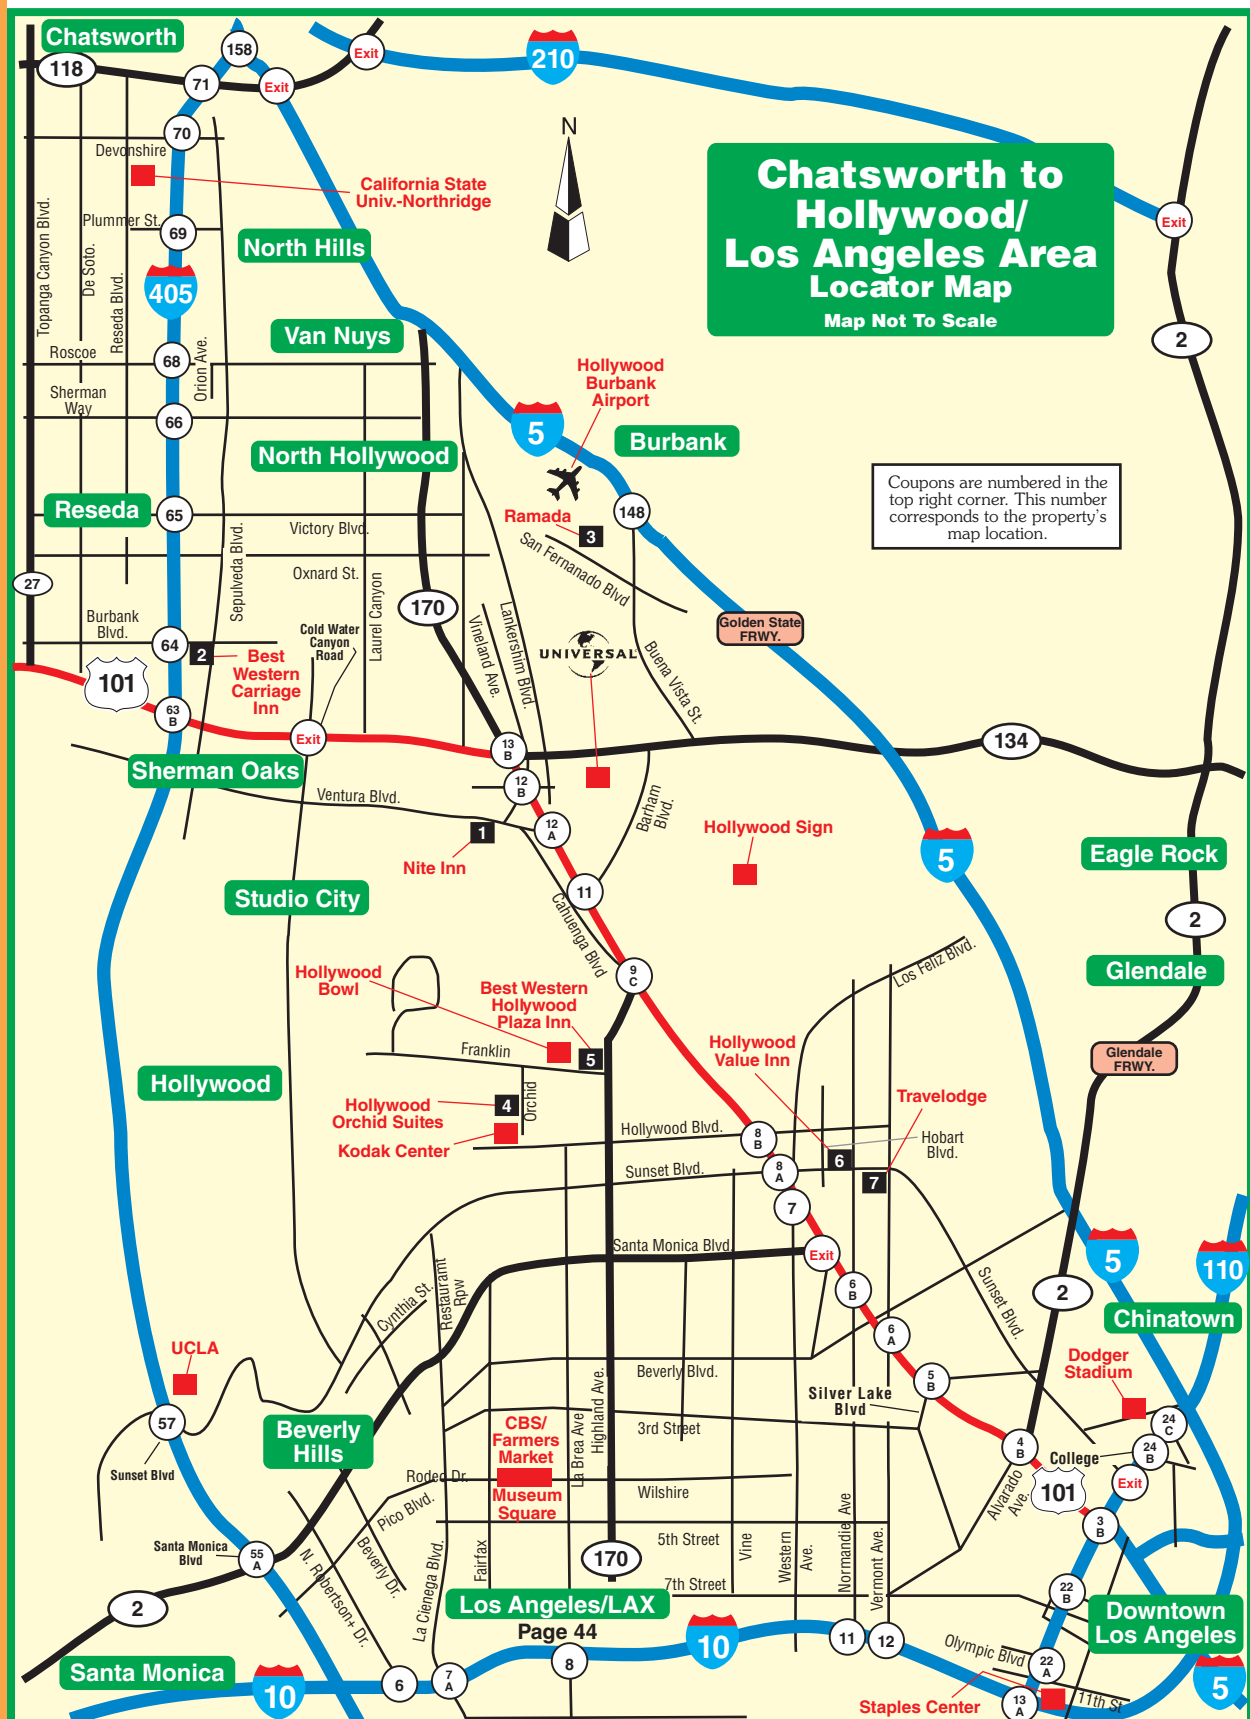 Chatsworth
118
158
71
Exit
Exit
210
70
Devonshire
N
California State
Univ.-Northridge
Chatsworth to
Hollywood/
Los Angeles Area
Locator Map
Map Not To Scale
Exit
Topanga Canyon Blvd.
De Soto.
Reseda Blvd.
Plummer St.
69
North Hills
405
Van Nuys
2
Roscoe
68
Orion Ave.
Sherman
Way
66
Hollywood
Burbank
Airport
5
Burbank
North Hollywood
Reseda
65
Victory Blvd.
Ramada
3
148
San Fernanado Blvd
Coupons are numbered in the
top right corner. This number
corresponds to the property's
map location.
27
Oxnard St.
Sepulveda Blvd.
Laurel Canyon
170
Vineland Ave.
Lankershim Blvd.
Burbank
Blvd.
64
2
Best
Western
Carriage
Inn
Cold Water
Canyon
Road
UNIVERSAL
Buena Vista St.
Golden State
FRWY.
101
63
B
Exit
13
B
134
Sherman Oaks
12
B
Ventura Blvd.
Barham
Blvd.
1
Nite Inn
12
A
Hollywood Sign
5
Eagle Rock
Studio City
11
Cahuenga Blvd
2
Glendale
Los Feliz Blvd.
Hollywood
Bowl
9
C
Best Western
Hollywood
Plaza Inn
5
Franklin
Hollywood
Value Inn
Glendale
FRWY.
Hollywood
Hollywood
Orchid Suites
4
Orchid
Kodak Center
Travelodge
Hollywood Blvd.
8
B
Hobart
Blvd.
6
Sunset Blvd.
8
A
7
7
Santa Monica Blvd.
Exit
5
110
Cynthia St.
Restauramt
Rpw
6
B
Sunset Blvd.
2
Chinatown
6
A
UCLA
Beverly Blvd.
Silver Lake
Blvd
5
B
Dodger
Stadium
57
Sunset Blvd
Beverly
Hills
CBS/
Farmers
Market
La Brea Ave
Highland Ave.
3rd Street
4
B
College
24
C
24
B
Rodeo Dr.
Museum
Square
Wilshire
Alvarado
Ave.
101
Exit
Pico Blvd.
3
B
Santa Monica
Blvd
55
A
N. Robertson+ Dr.
Beverly Dr.
La Cienega Blvd.
Fairfax
170
5th Street
Vine
Western
Ave.
Normandie Ave
Vermont Ave.
7th Street
22
B
2
Los Angeles/LAX
Page 44
Downtown
Los Angeles
10
11
12
Olympic Blvd
22
A
Santa Monica
10
6
7
A
8
Staples Center
13
A
11th St
5